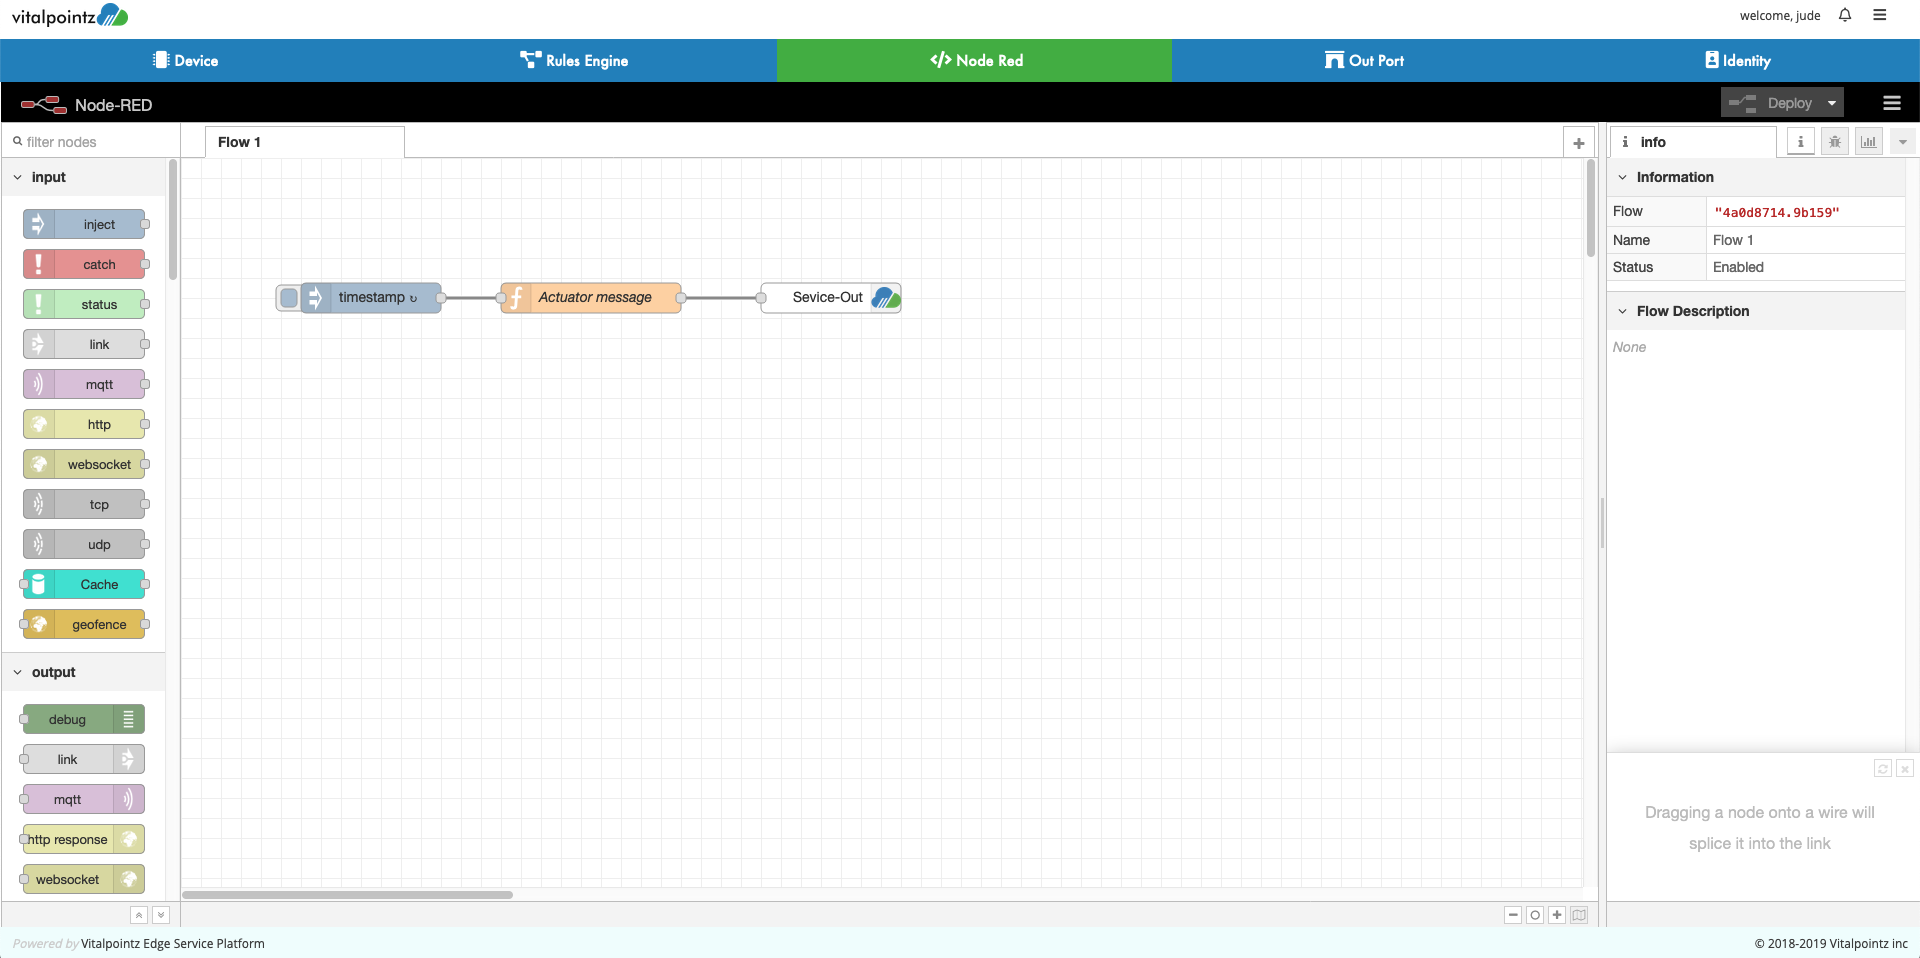 vitalpointz
welcome, jude
Device
Rules Engine
Node Red
Out Port
Identity
Node-RED
Deploy
filter nodes
Flow 1
info
input
inject
catch
status
link
mqtt
http
websocket
tcp
udp
Cache
geofence
output
debug
link
mqtt
http response
websocket
timestamp ↻
Actuator message
Sevice-Out
Information
Flow "4a0d8714.9b159"
Name Flow 1
Status Enabled
Flow Description
None
Dragging a node onto a wire will
splice it into the link
Powered by Vitalpointz Edge Service Platform
© 2018-2019 Vitalpointz inc